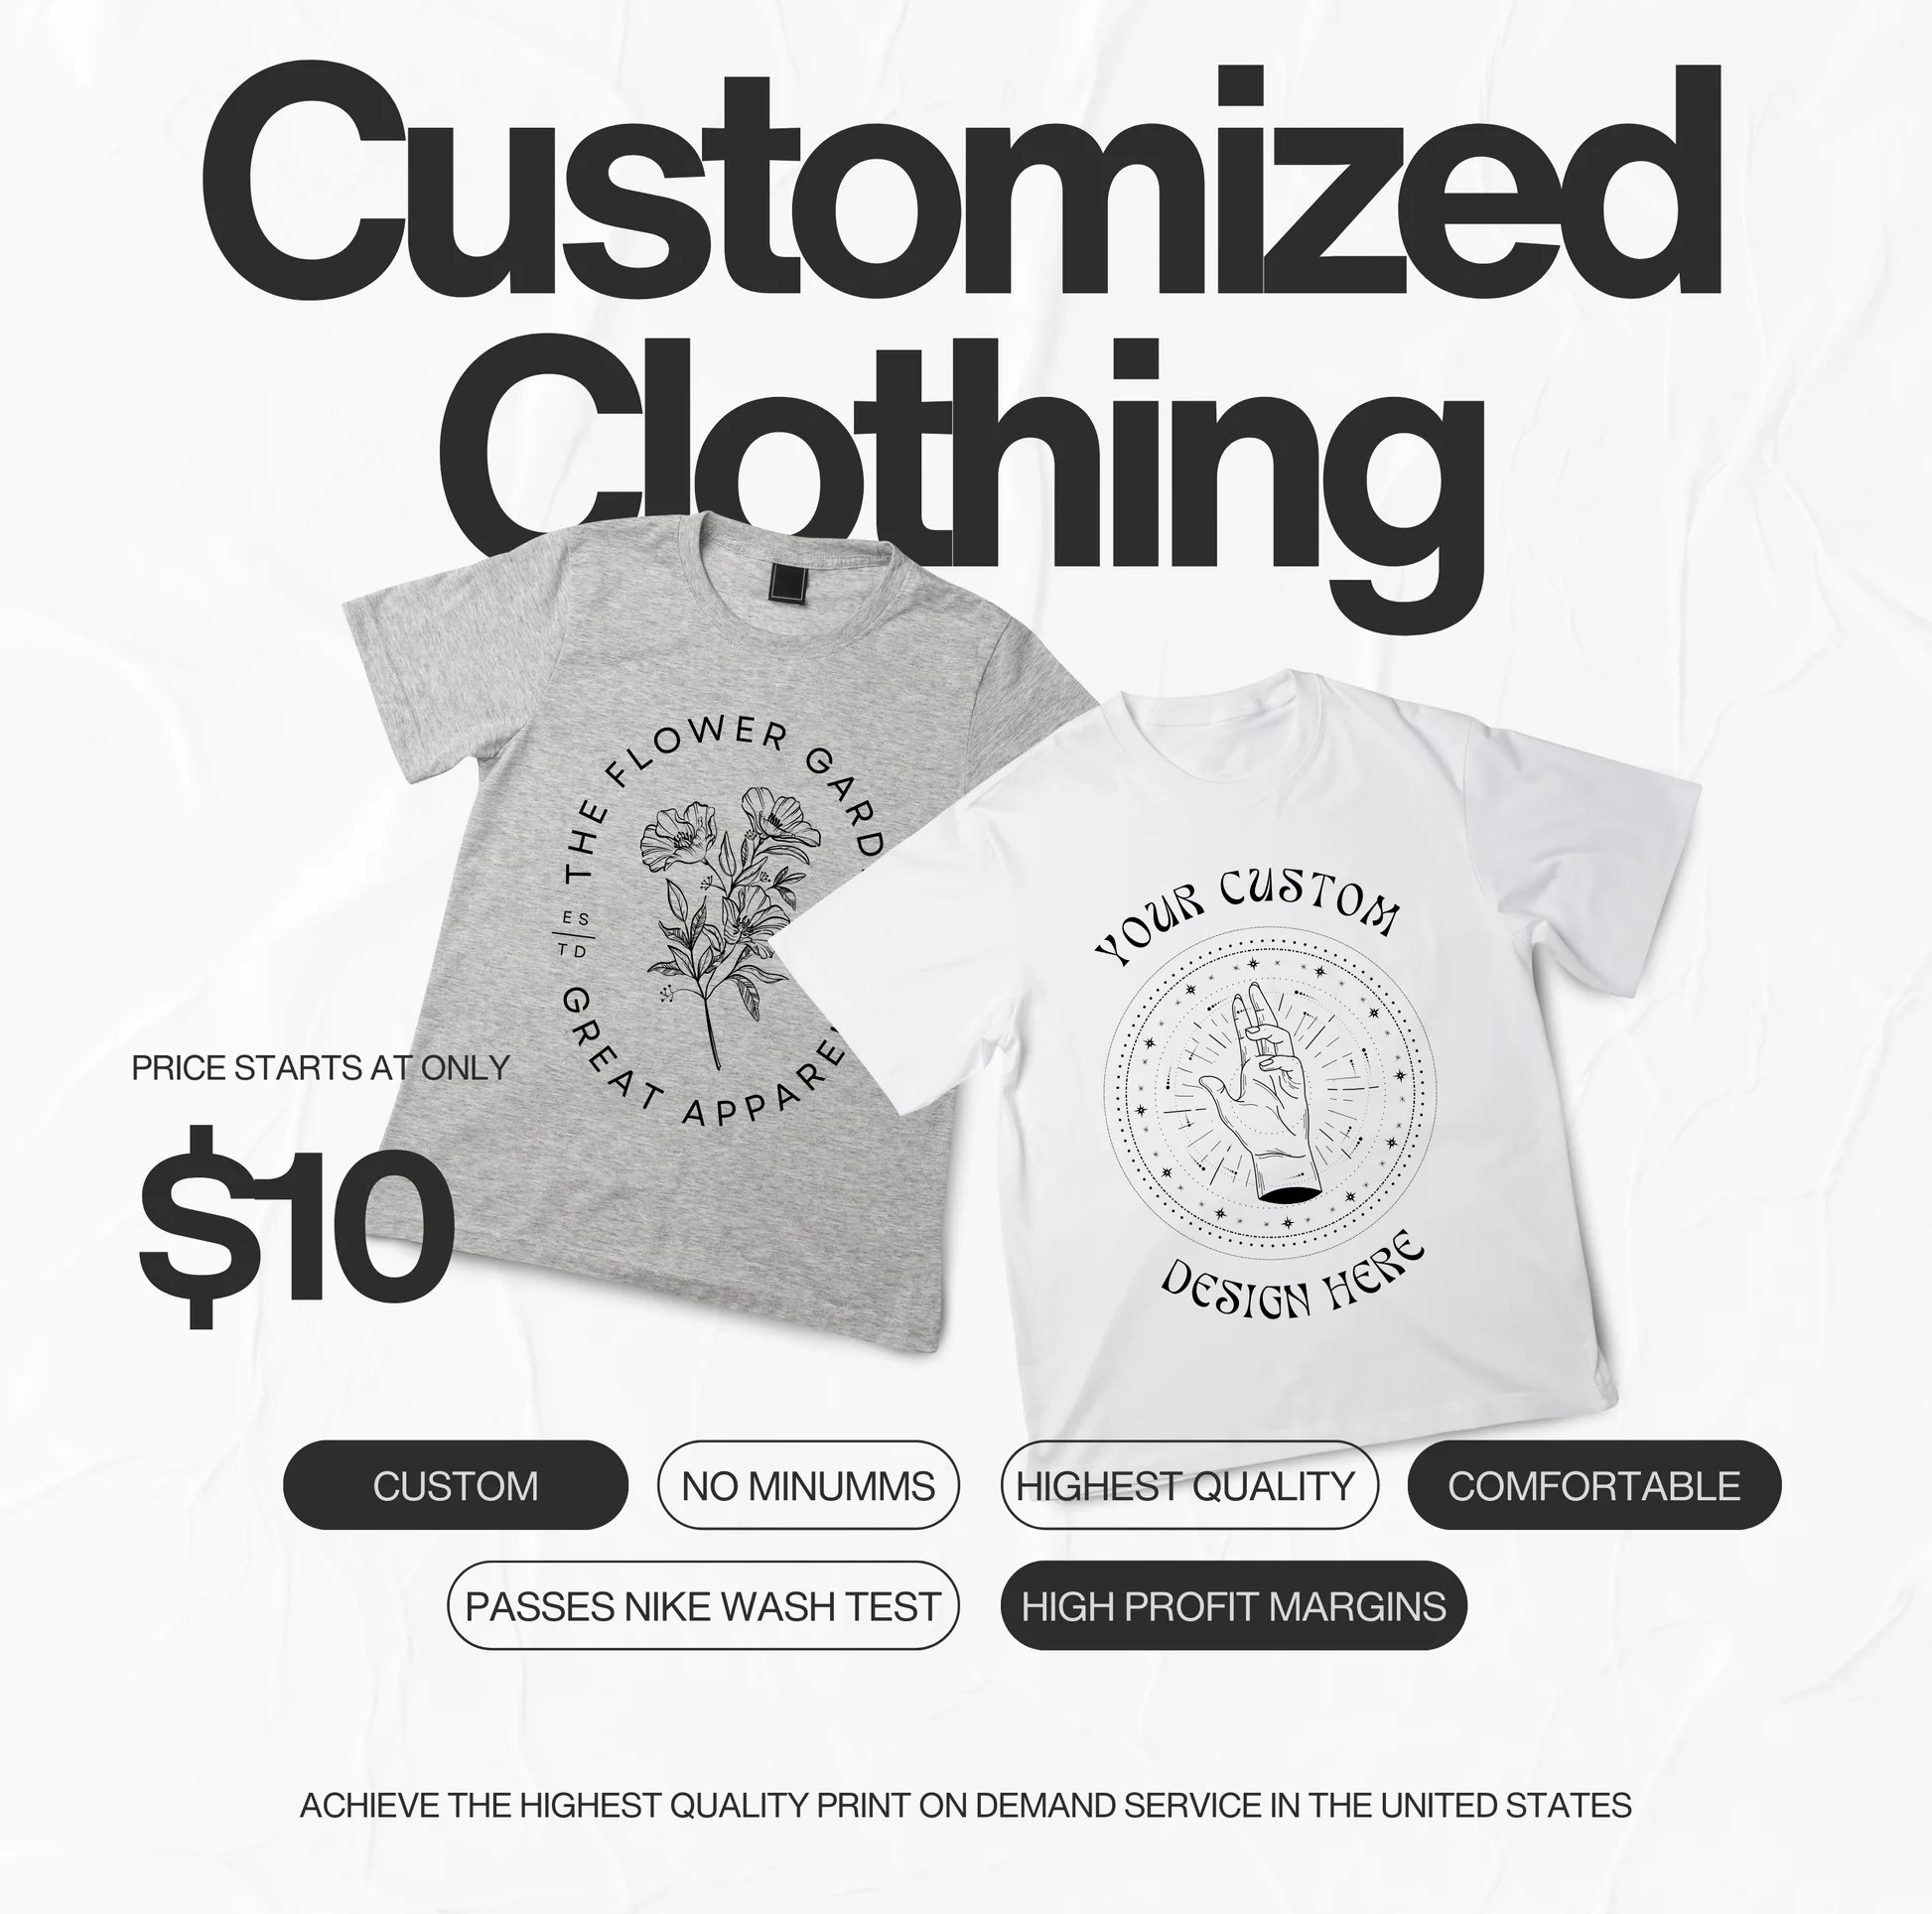 Customized
Clothing
THE FLOWER GARD
ES
TD
GREAT APPARE
YOUR CUSTOM
DESIGN HERE
PRICE STARTS AT ONLY
$10
CUSTOM
NO MINUMMS
HIGHEST QUALITY
COMFORTABLE
PASSES NIKE WASH TEST
HIGH PROFIT MARGINS
ACHIEVE THE HIGHEST QUALITY PRINT ON DEMAND SERVICE IN THE UNITED STATES